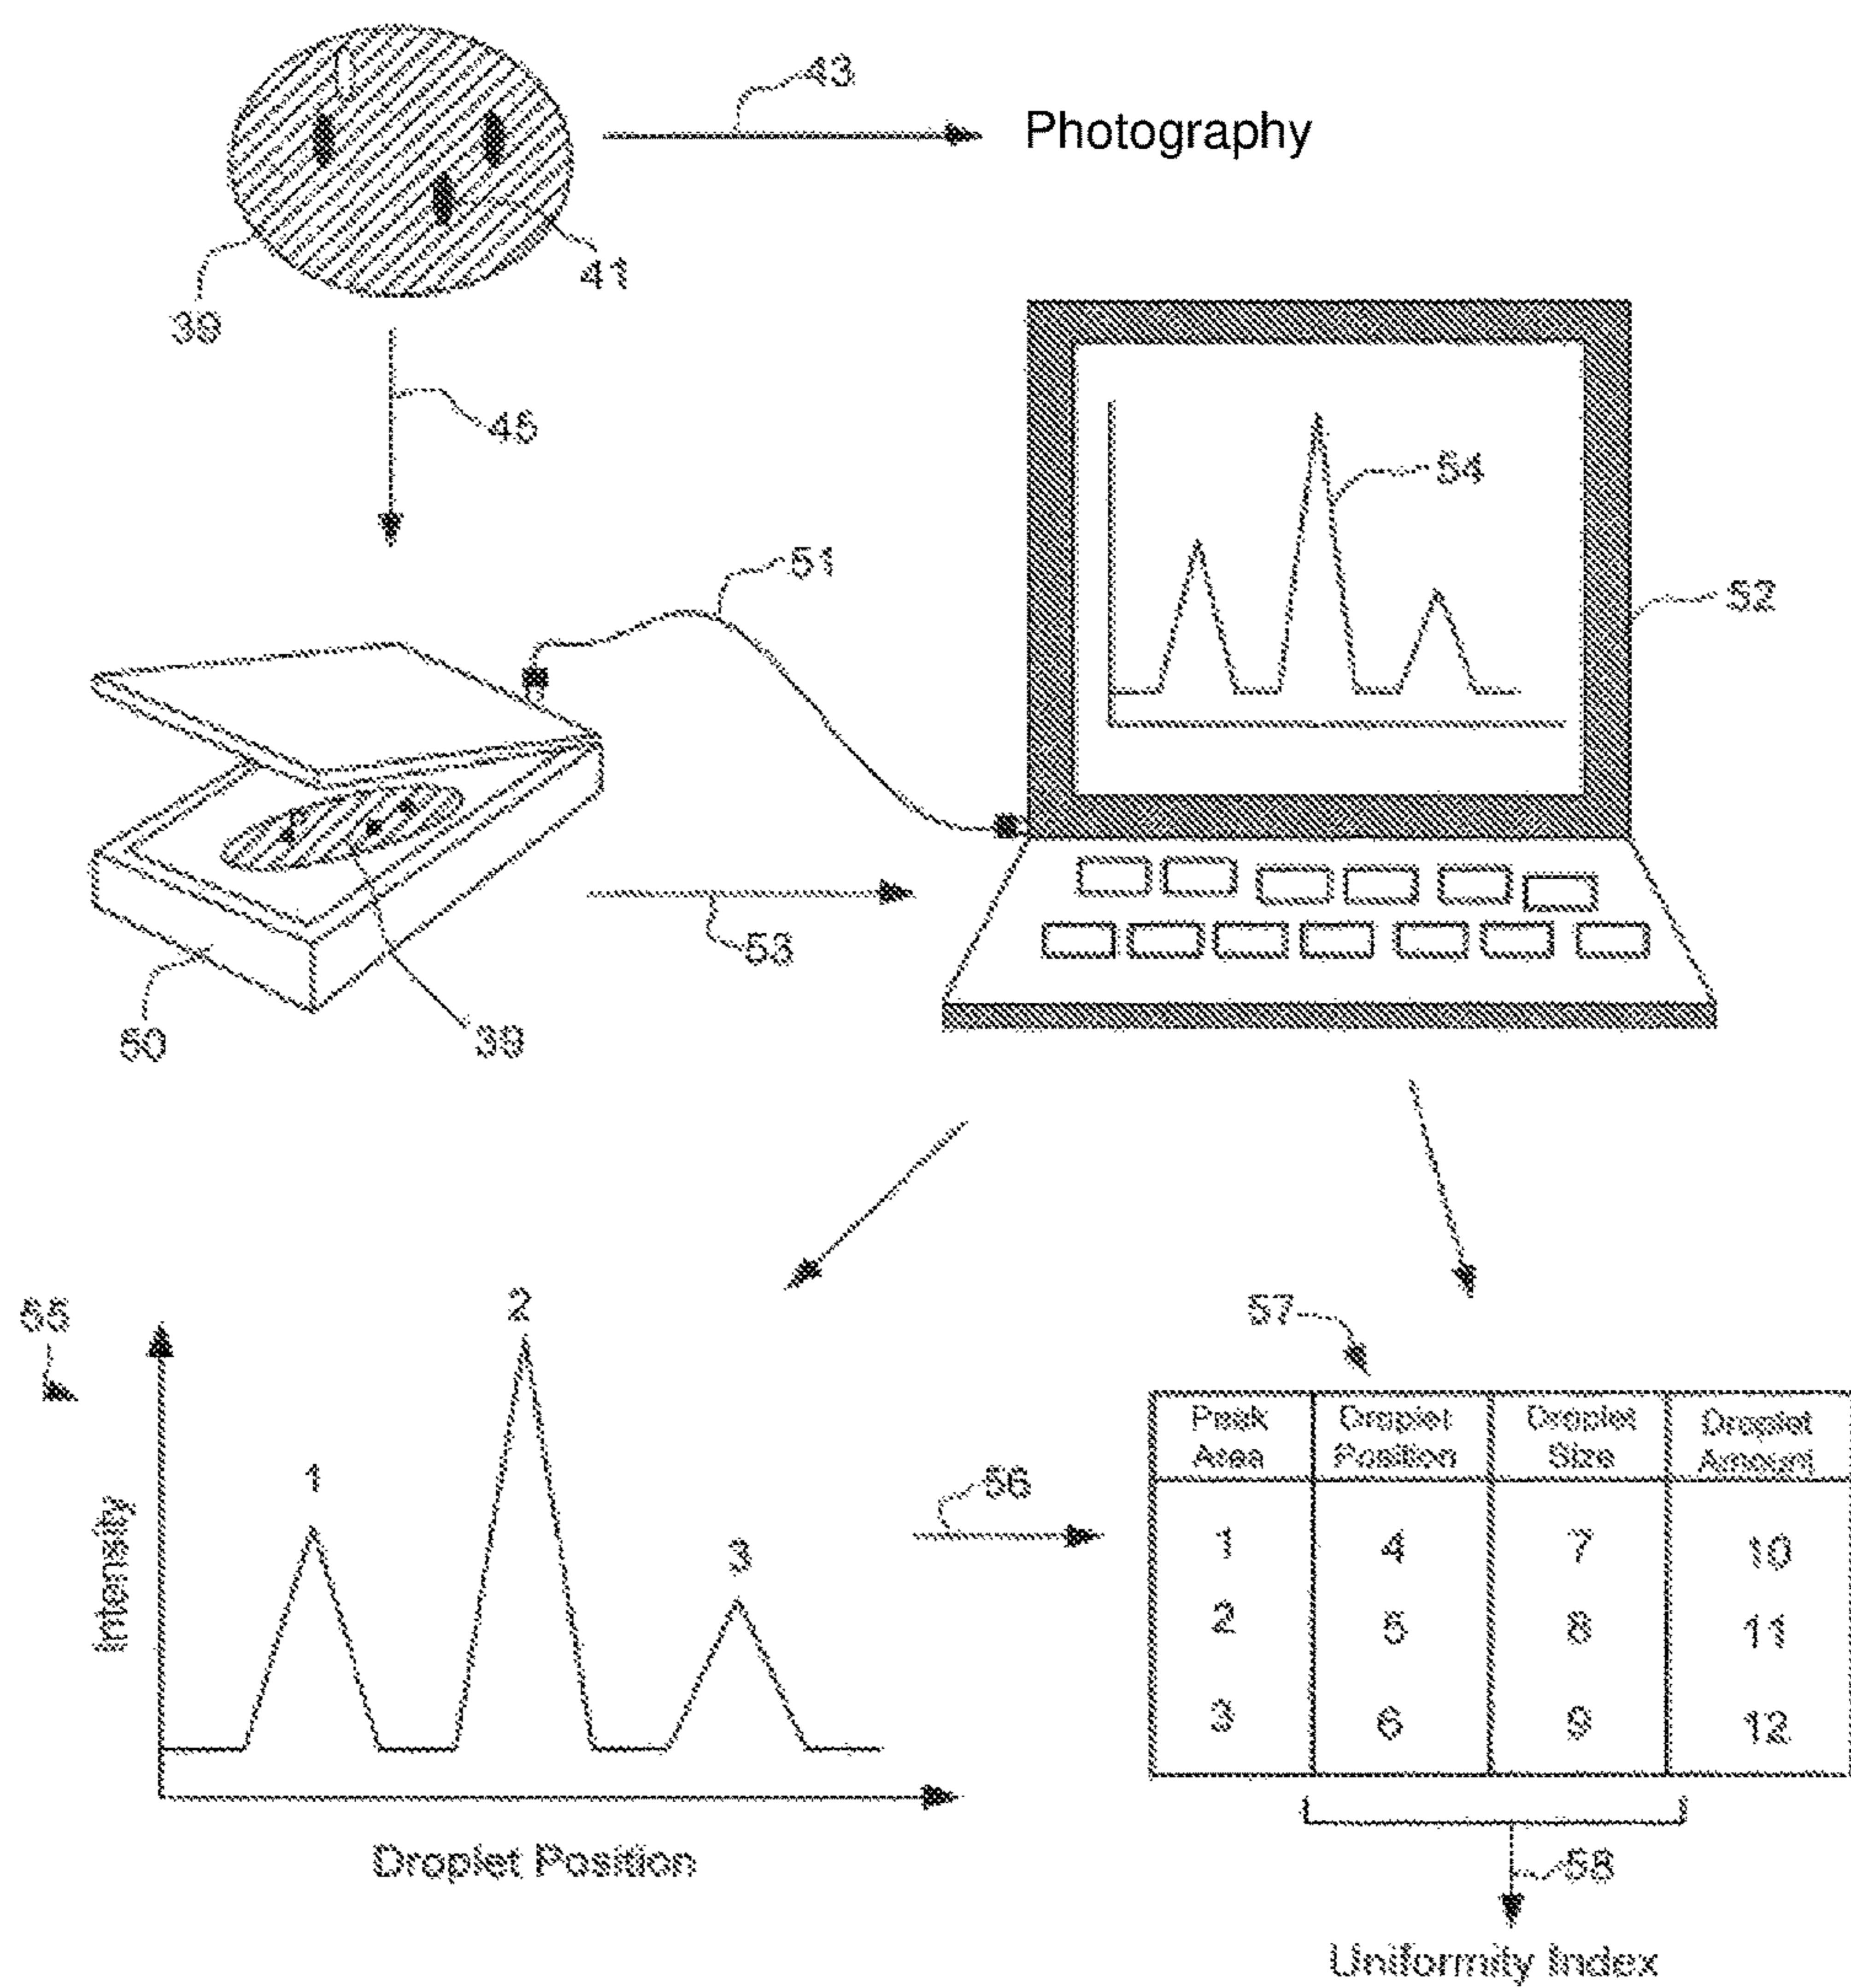 43
Photography
41
39
45
54
51
52
53
50
39
55
57
2
1
3
Intensity
Droplet Position
56
Peak Area
Droplet Position
Droplet Size
Droplet Amount
1 4 7 10
2 5 8 11
3 6 9 12
58
Uniformity Index